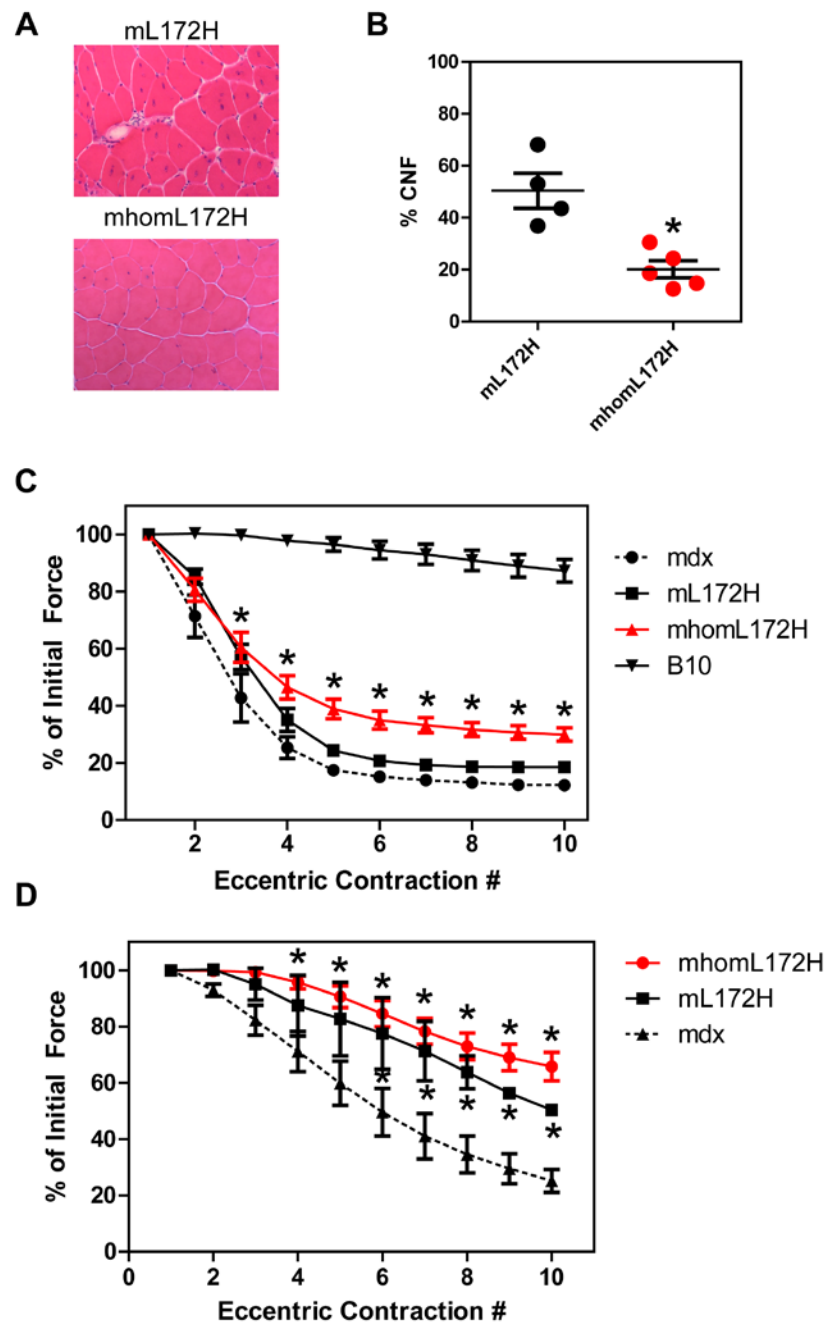 A
mL172H
mhomL172H
B
% CNF
100
80
60
40
20
0
*
mL172H
mhomL172H
C
% of Initial Force
100
80
60
40
20
0
* * * * * * * *
2 4 6 8 10
Eccentric Contraction #
mdx
mL172H
mhomL172H
B10
D
% of Initial Force
100
80
60
40
20
0
* * * * * * *
* * * * *
0 2 4 6 8 10
Eccentric Contraction #
mhomL172H
mL172H
mdx